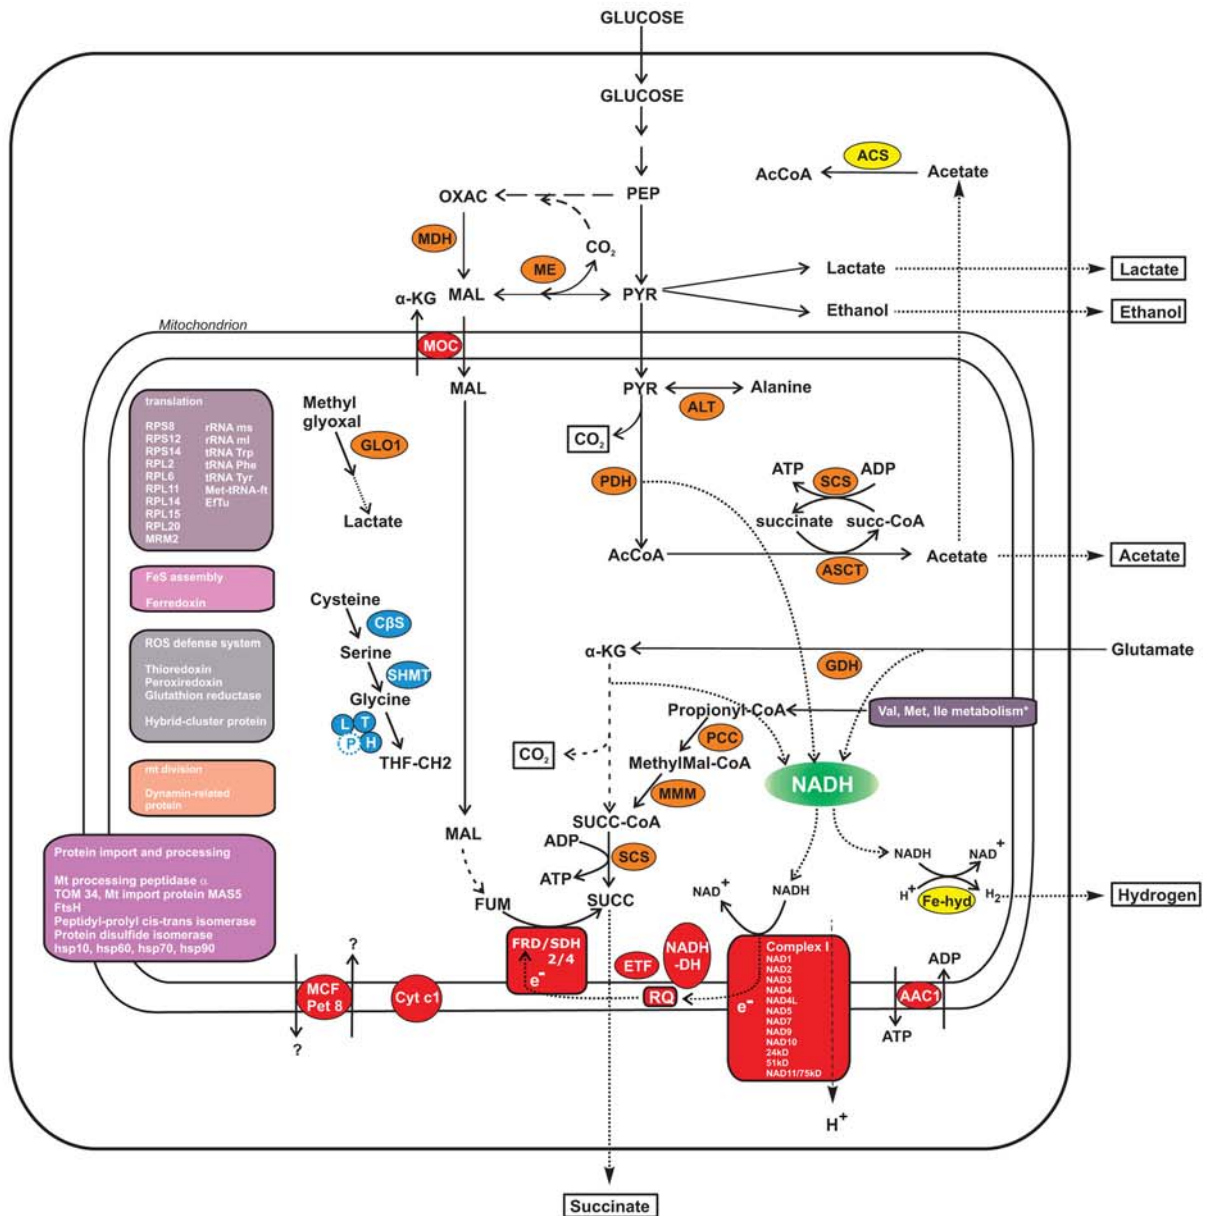 GLUCOSE
GLUCOSE
ACS
AcCoA
Acetate
OXAC
PEP
MDH
CO2
ME
Lactate
Lactate
α-KG
MAL
PYR
Ethanol
Ethanol
Mitochondrion
MOC
MAL
PYR
Alanine
ALT
translation
RPS8
RPS12
RPS14
RPL2
RPL6
RPL11
RPL14
RPL15
RPL20
MRM2
rRNA ms
rRNA ml
tRNA Trp
tRNA Phe
tRNA Tyr
Met-tRNA-ft
EfTu
Methyl
glyoxal
GLO1
Lactate
CO2
PDH
ATP
SCS
ADP
succinate
succ-CoA
AcCoA
ASCT
Acetate
Acetate
FeS assembly
Ferredoxin
Cysteine
CβS
Serine
SHMT
Glycine
L
T
P
H
THF-CH2
ROS defense system
Thioredoxin
Peroxiredoxin
Glutathion reductase
Hybrid-cluster protein
α-KG
GDH
Glutamate
Propionyl-CoA
Val, Met, Ile metabolism*
PCC
CO2
MethylMal-CoA
MMM
NADH
mt division
Dynamin-related
protein
MAL
SUCC-CoA
ADP
SCS
ATP
FUM
SUCC
NAD+
NADH
NADH
NAD+
H+
H2
Fe-hyd
Hydrogen
Protein import and processing
Mt processing peptidase α
TOM 34, Mt import protein MAS5
FtsH
Peptidyl-prolyl cis-trans isomerase
Protein disulfide isomerase
hsp10, hsp60, hsp70, hsp90
?
MCF
Pet 8
?
Cyt c1
FRD/SDH
2/4
e-
ETF
NADH
-DH
RQ
Complex I
NAD1
NAD2
NAD3
NAD4
NAD4L
NAD5
NAD7
NAD9
NAD10
24kD
51kD
NAD11/75kD
e-
H+
ADP
AAC1
ATP
Succinate